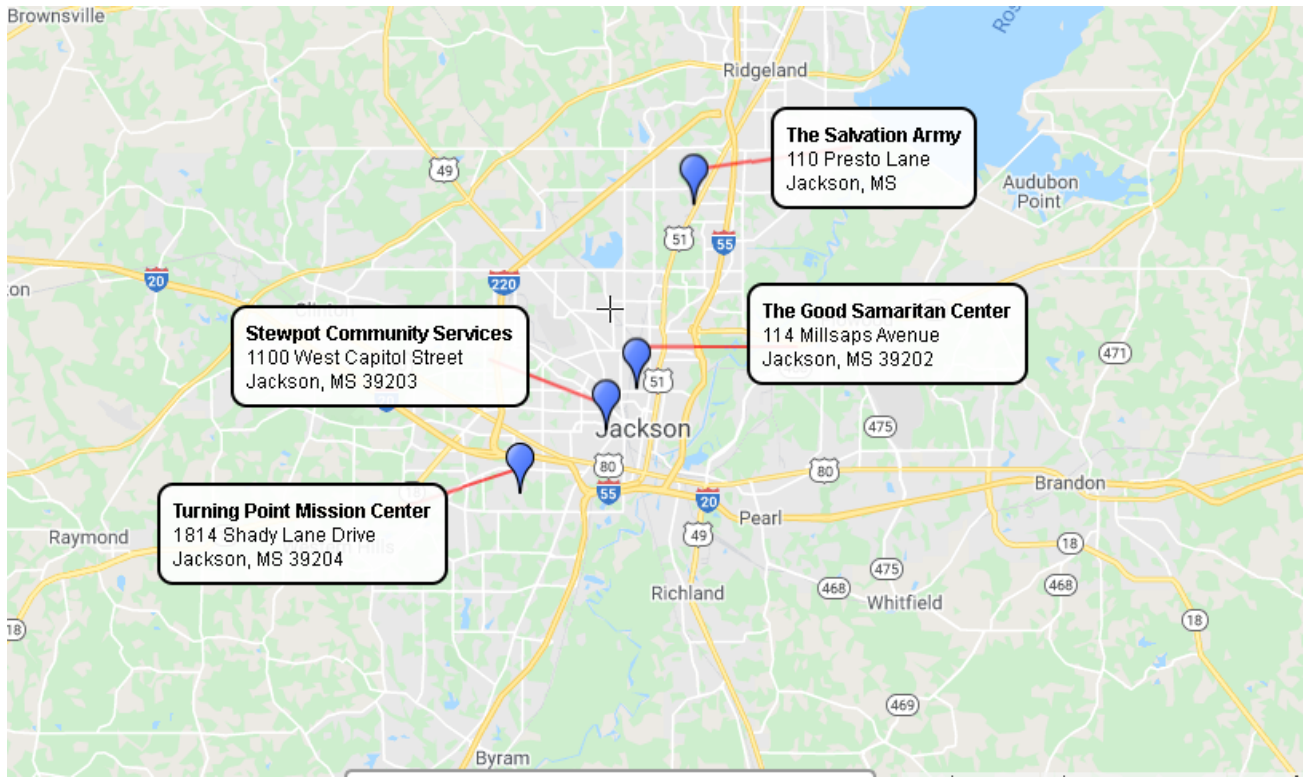 Brownsville
Ridgeland
The Salvation Army
110 Presto Lane
Jackson, MS
49
Audubon
Point
51
55
20
220
Clinton
The Good Samaritan Center
114 Millsaps Avenue
Jackson, MS 39202
Stewpot Community Services
1100 West Capitol Street
Jackson, MS 39203
471
51
20
475
Jackson
80
80
18
55
20
Brandon
Turning Point Mission Center
1814 Shady Lane Drive
Jackson, MS 39204
Pearl
Raymond
49
18
475
468
468
Richland
Whitfield
18
18
469
Byram